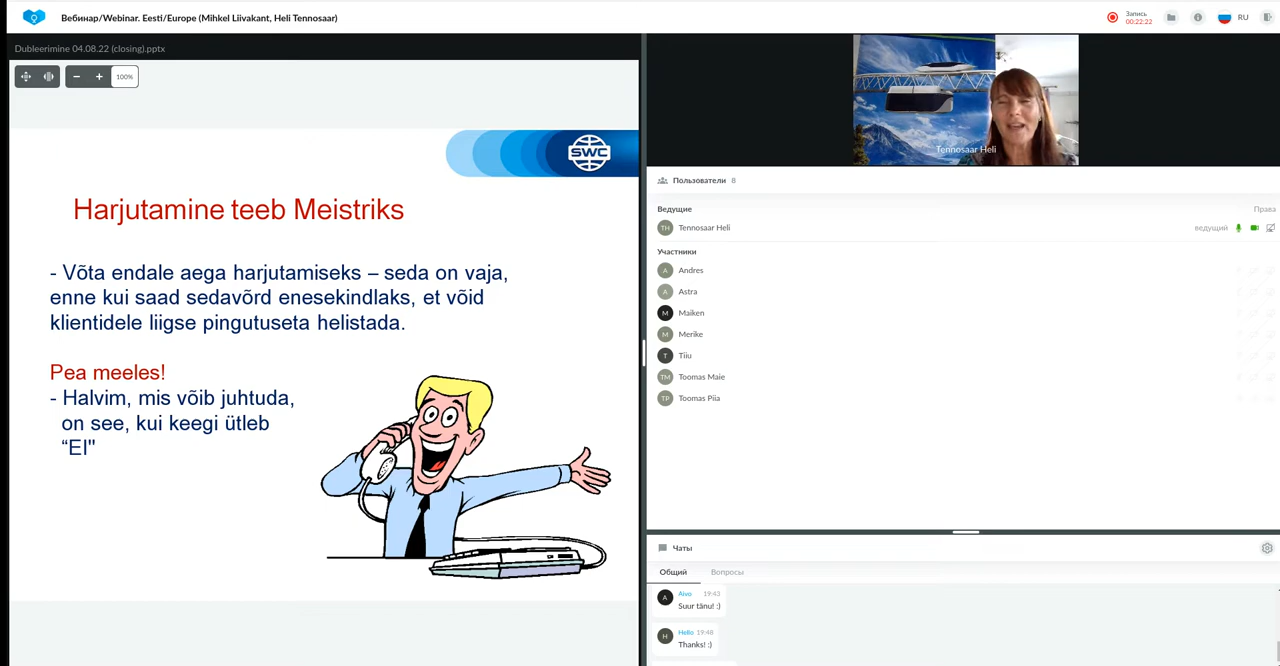 Вебинар/Webinar. Eesti/Europe (Mihkel Liivakant, Heli Tennosaar)
Запись
00:22:22
RU
Dubleerimine 04.08.22 (closing).pptx
100%
SWC
Harjutamine teeb Meistriks
- Võta endale aega harjutamiseks – seda on vaja,
enne kui saad sedavõrd enesekindlaks, et võid
klientidele liigse pingutuseta helistada.
Pea meeles!
- Halvim, mis võib juhtuda,
on see, kui keegi ütleb
“EI"
Tennosaar Heli
Пользователи 8
Ведущие Права
TH Tennosaar Heli ведущий
Участники
A Andres
A Astra
M Maiken
M Merike
T Tiiu
TM Toomas Maie
TP Toomas Piia
Чаты
Общий Вопросы
A Aivo 19:43
Suur tänu! :)
H Hello 19:48
Thanks! :)